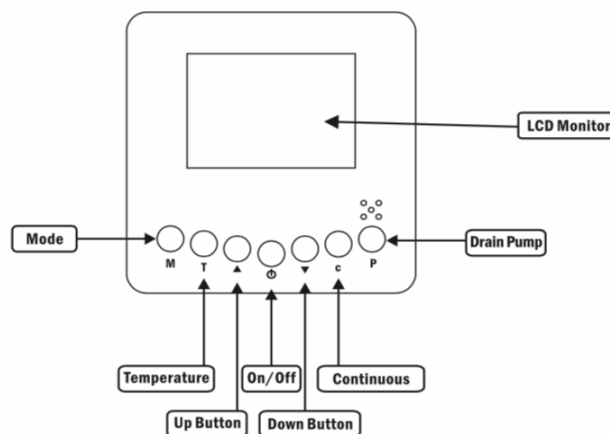 LCD Monitor
Mode
Drain Pump
M
T
c
P
Temperature
On/Off
Continuous
Up Button
Down Button